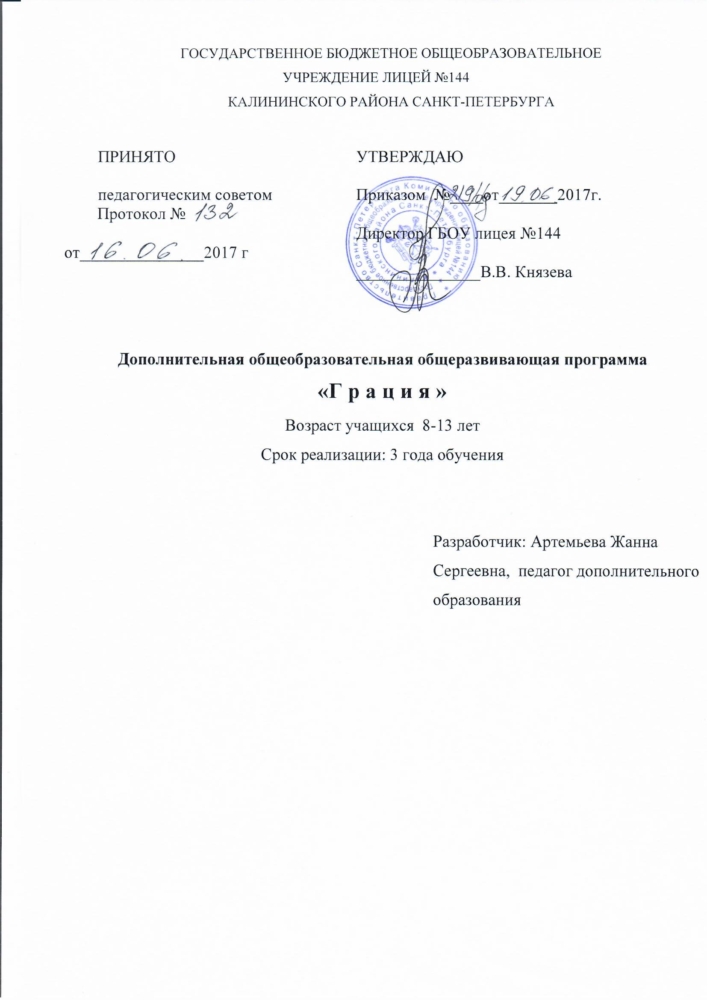 ГОСУДАРСТВЕННОЕ БЮДЖЕТНОЕ ОБЩЕОБРАЗОВАТЕЛЬНОЕ
УЧРЕЖДЕНИЕ ЛИЦЕЙ №144
КАЛИНИНСКОГО РАЙОНА САНКТ-ПЕТЕРБУРГА
ПРИНЯТО
педагогическим советом
Протокол № 132
от 16. 06. 2017 г
УТВЕРЖДАЮ
Приказом № от 19.06.2017г.
Директор ГБОУ лицея №144
В.В. Князева
Дополнительная общеобразовательная общеразвивающая программа
«Г р а ц и я »
Возраст учащихся 8-13 лет
Срок реализации: 3 года обучения
Разработчик: Артемьева Жанна
Сергеевна, педагог дополнительного
образования